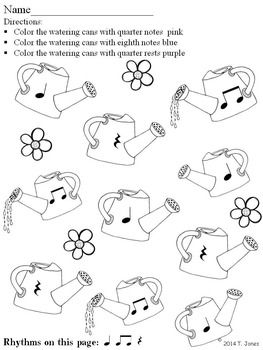 Name
Directions:
▪ Color the watering cans with quarter notes pink
▪ Color the watering cans with eighth notes blue
▪ Color the watering cans with quarter rests purple
Rhythms on this page: ♩ ♫ 𝄽
© 2014 T. Jones